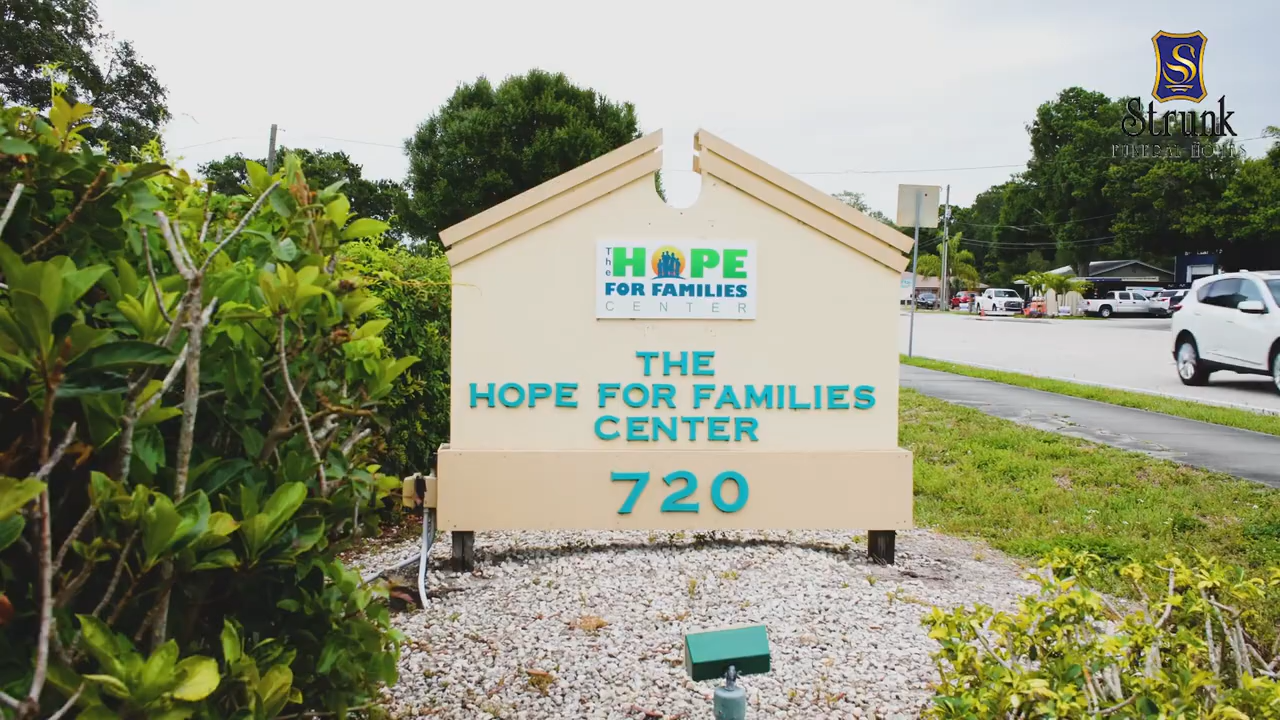 Strunk
FUNERAL HOMES
The HOPE
FOR FAMILIES
CENTER
THE
HOPE FOR FAMILIES
CENTER
720